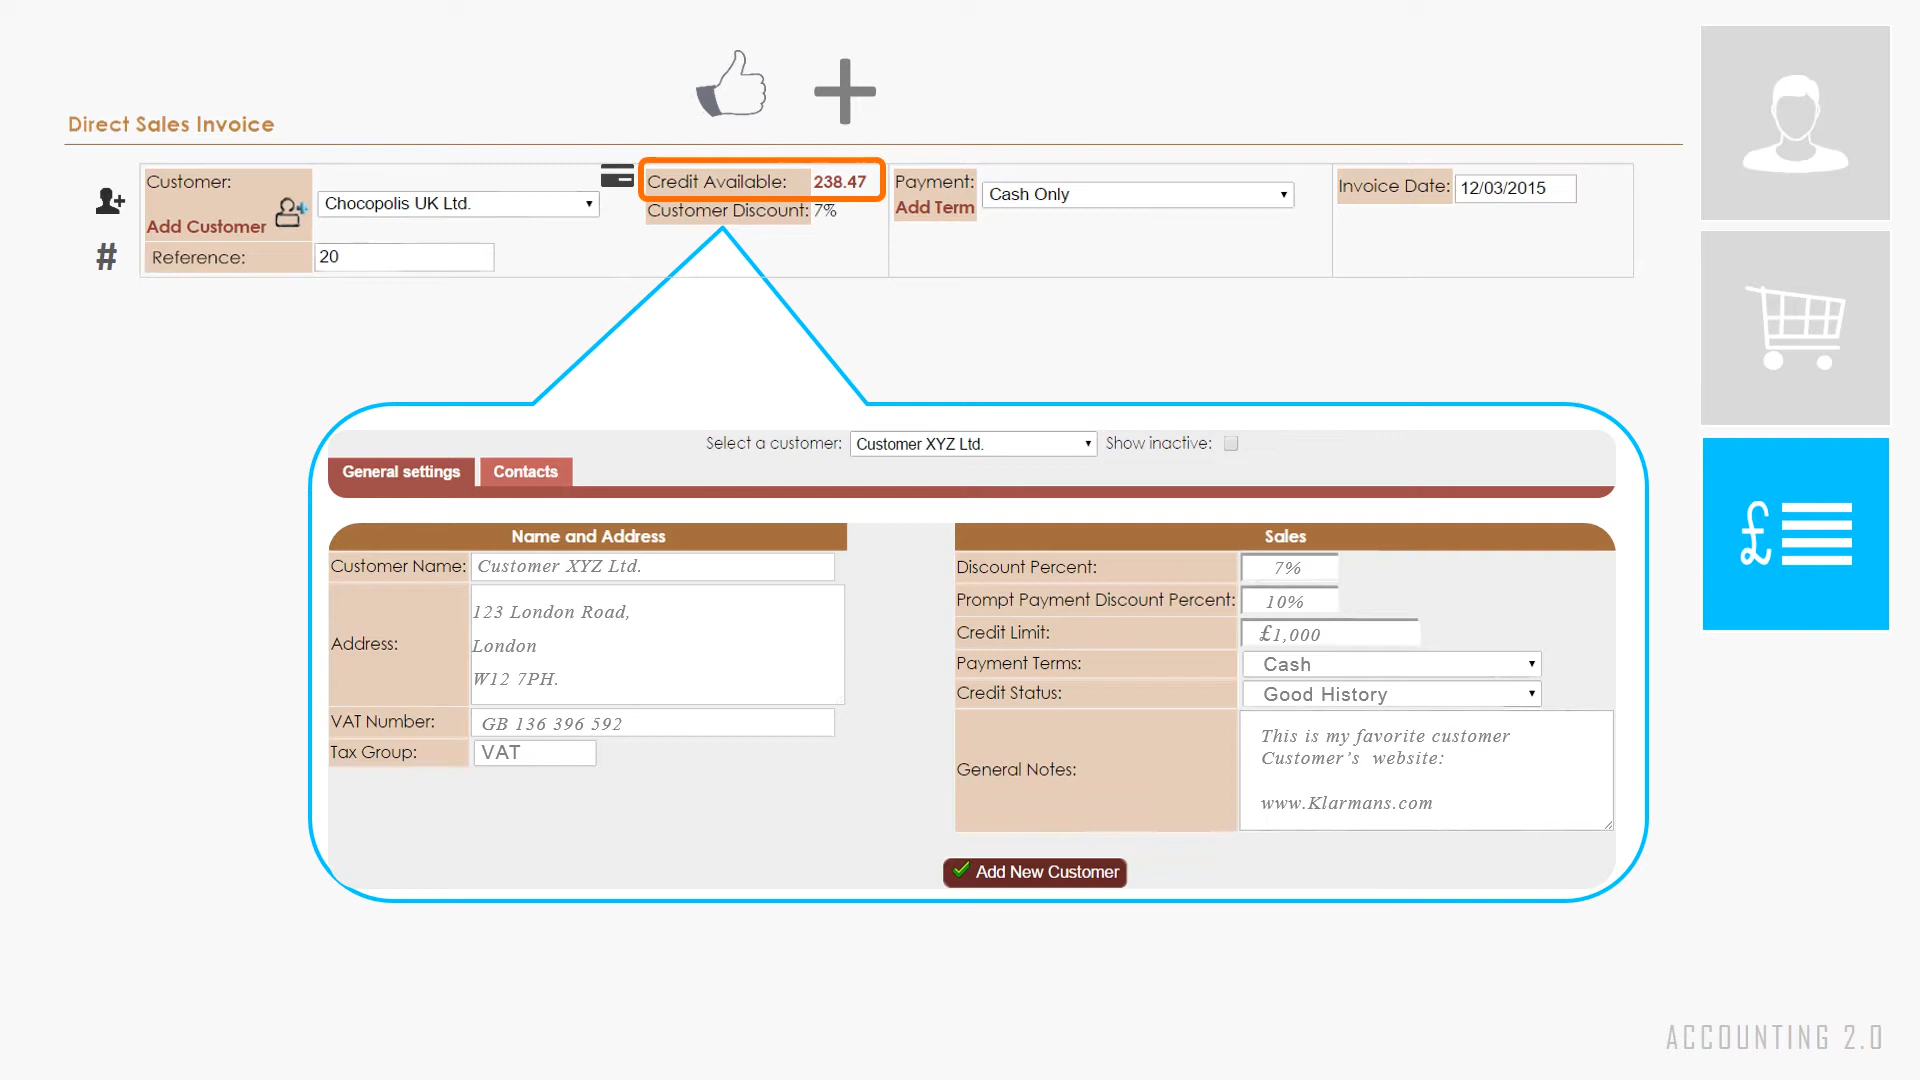 Direct Sales Invoice
Customer:
Add Customer
Chocopolis UK Ltd.
Reference:
20
Credit Available: 238.47
Customer Discount: 7%
Payment:
Add Term
Cash Only
Invoice Date: 12/03/2015
#
Select a customer: Customer XYZ Ltd. Show inactive:
General settings Contacts
Name and Address
Customer Name: Customer XYZ Ltd.
Address:
123 London Road,
London
W12 7PH.
VAT Number: GB 136 396 592
Tax Group: VAT
Sales
Discount Percent: 7%
Prompt Payment Discount Percent: 10%
Credit Limit: £1,000
Payment Terms: Cash
Credit Status: Good History
General Notes:
This is my favorite customer
Customer's website:
www.Klarmans.com
Add New Customer
£
ACCOUNTING 2.0